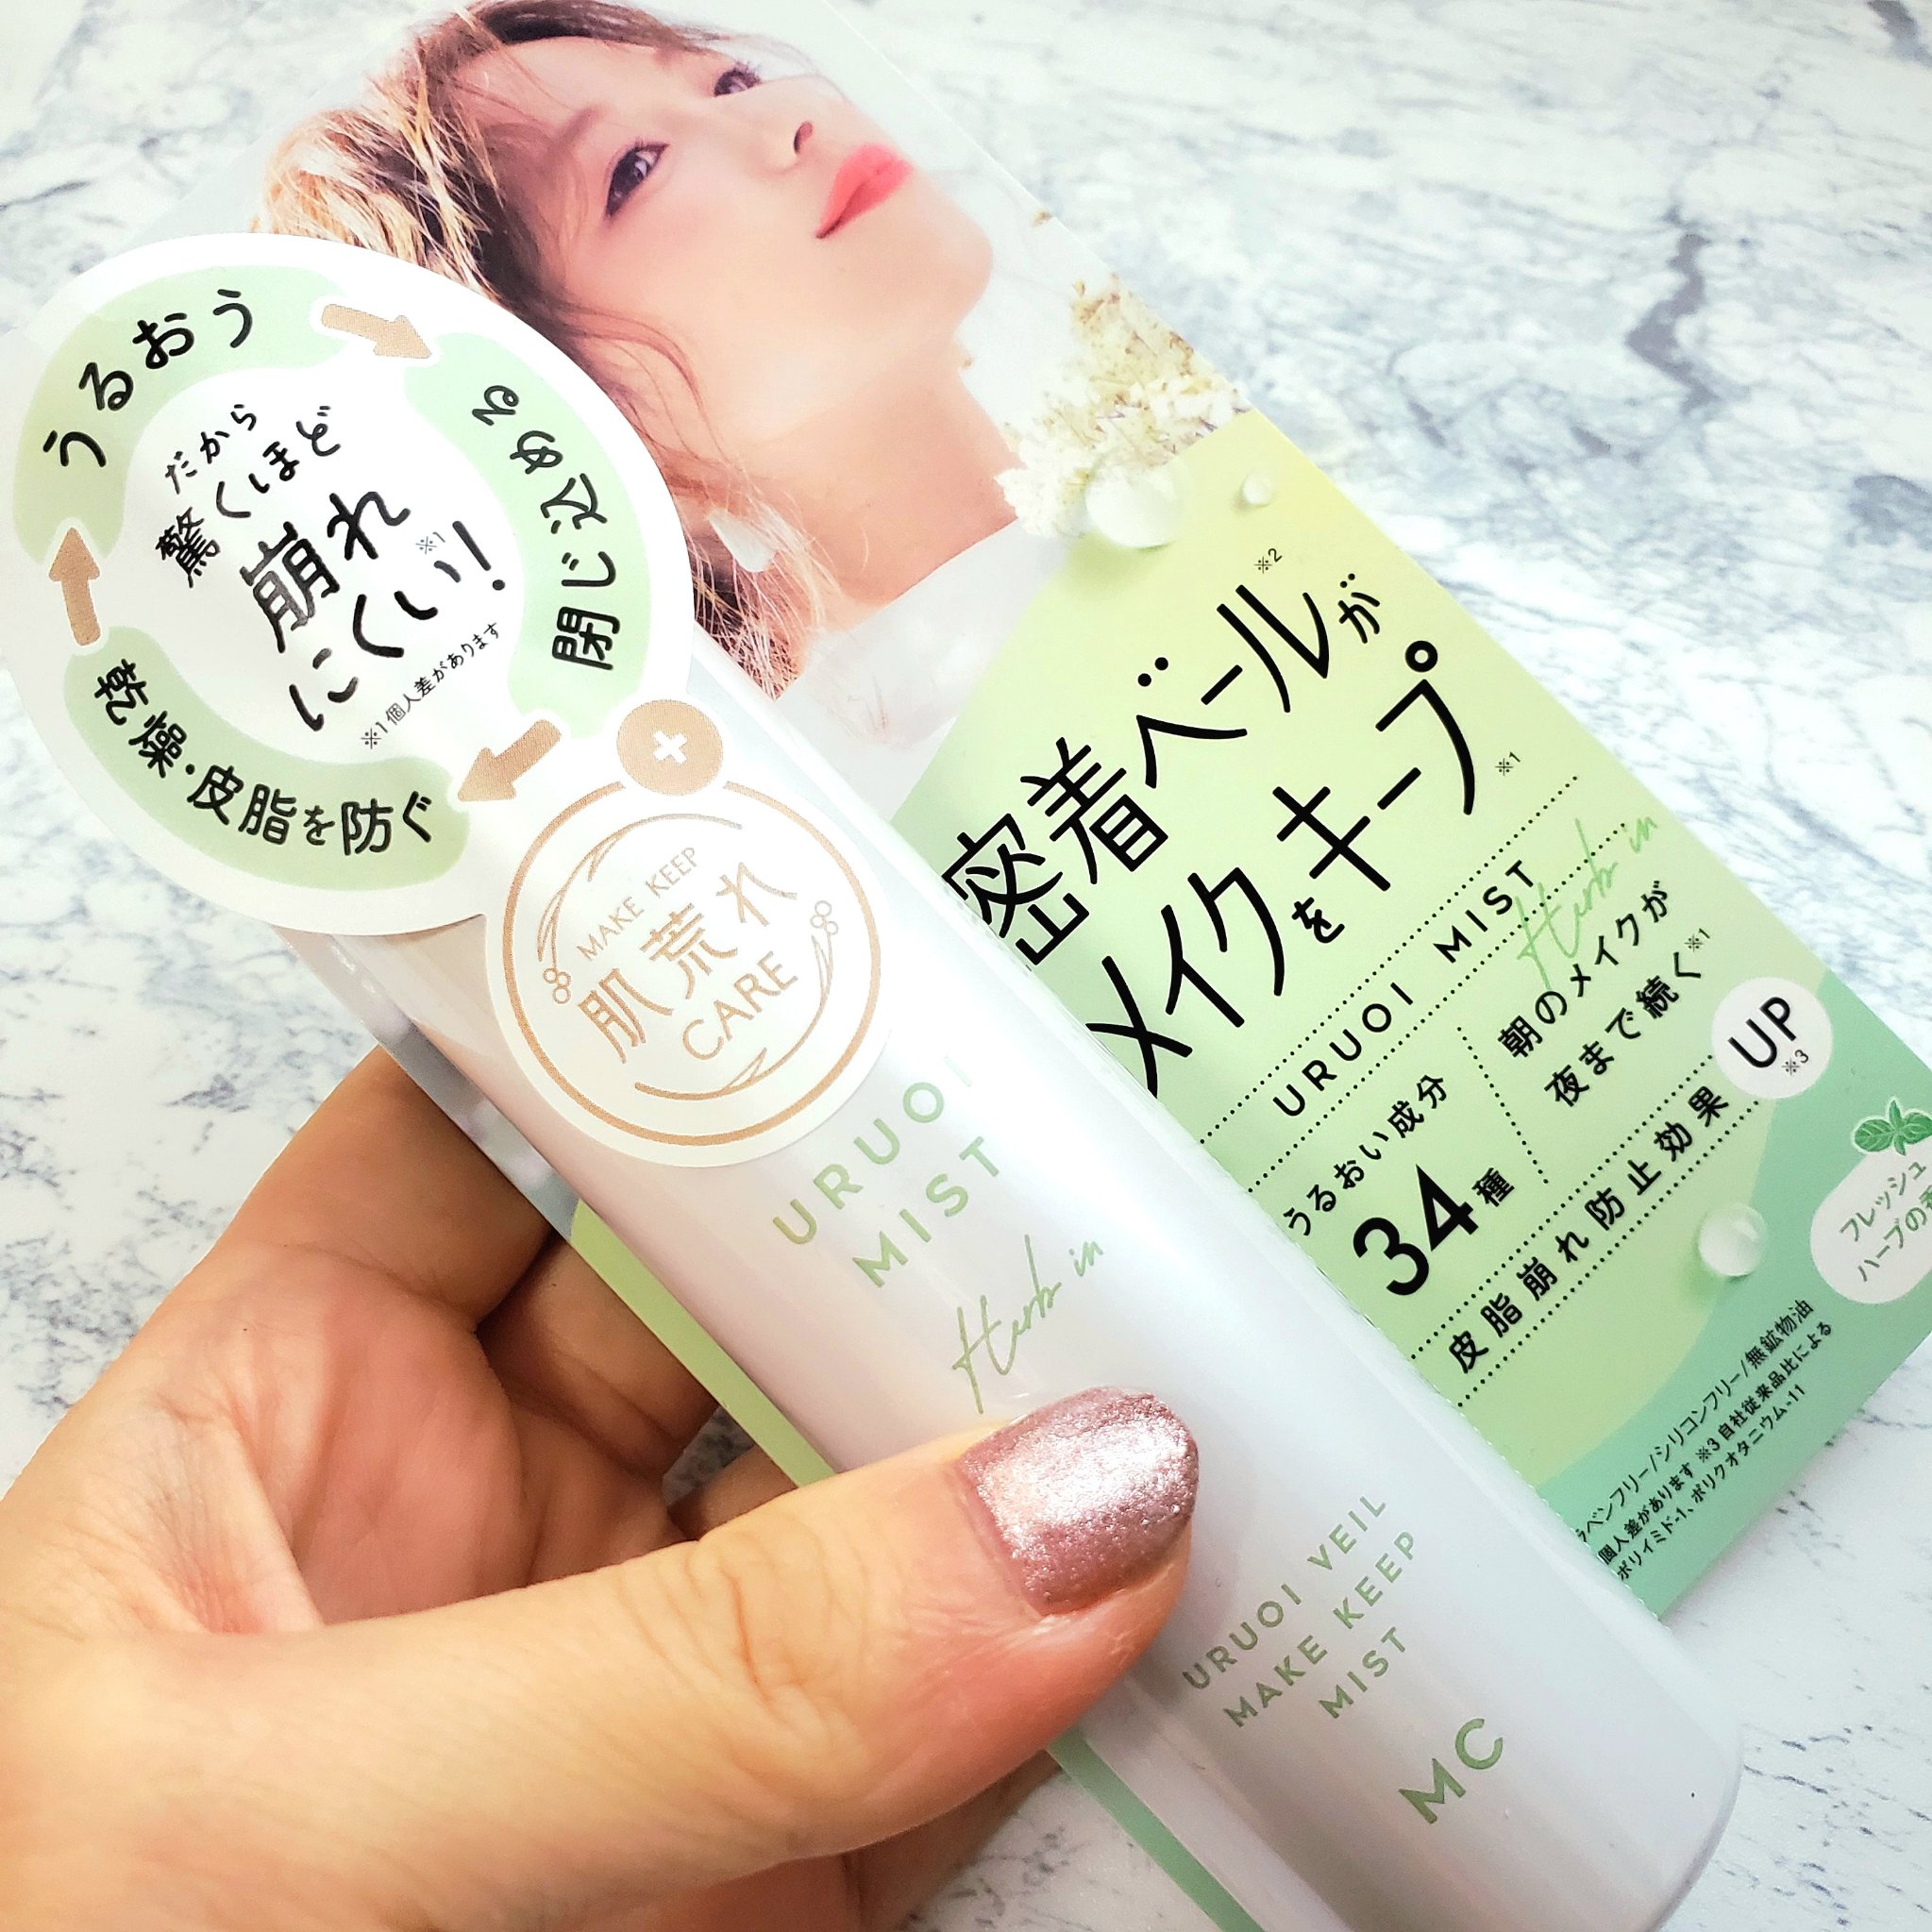 うるおう
閉じ込める
乾燥・皮脂を防ぐ
だから
驚くほど
崩れ※1
にくい!
※1個人差があります
+
MAKE KEEP
肌荒れ
CARE
URUOI
MIST
Herb in
URUOI VEIL
MAKE KEEP
MIST
MC
密着ベール※2が
メイクをキープ※1
URUOI MIST
Herb in
うるおい成分
34種
朝のメイクが
夜まで続く※1
皮脂崩れ防止効果
UP※3
フレッシュ
ハーブの香
ラベンフリー/シリコンフリー/無鉱物油
個人差があります ※3 自社従来品比による
ポリイミド-1、ポリクオタニウム-11